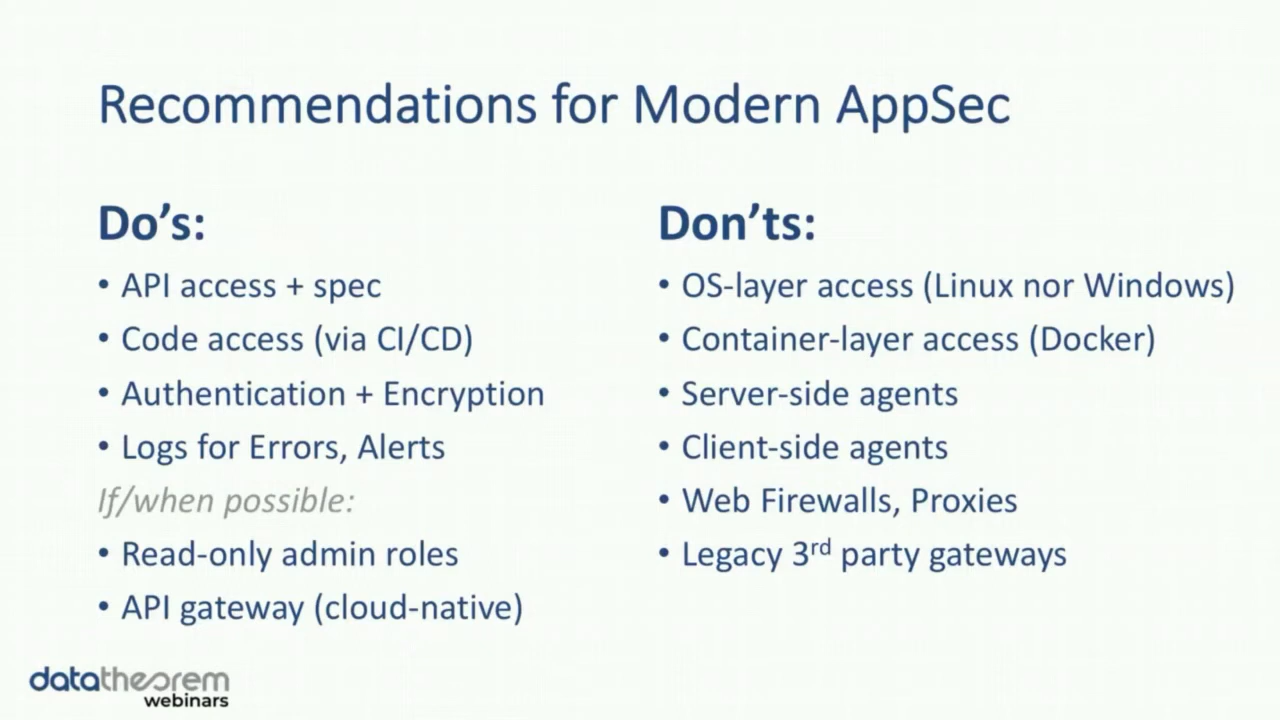 Recommendations for Modern AppSec
Do’s:
• API access + spec
• Code access (via CI/CD)
• Authentication + Encryption
• Logs for Errors, Alerts
If/when possible:
• Read-only admin roles
• API gateway (cloud-native)
Don’ts:
• OS-layer access (Linux nor Windows)
• Container-layer access (Docker)
• Server-side agents
• Client-side agents
• Web Firewalls, Proxies
• Legacy 3rd party gateways
datatheorem
webinars